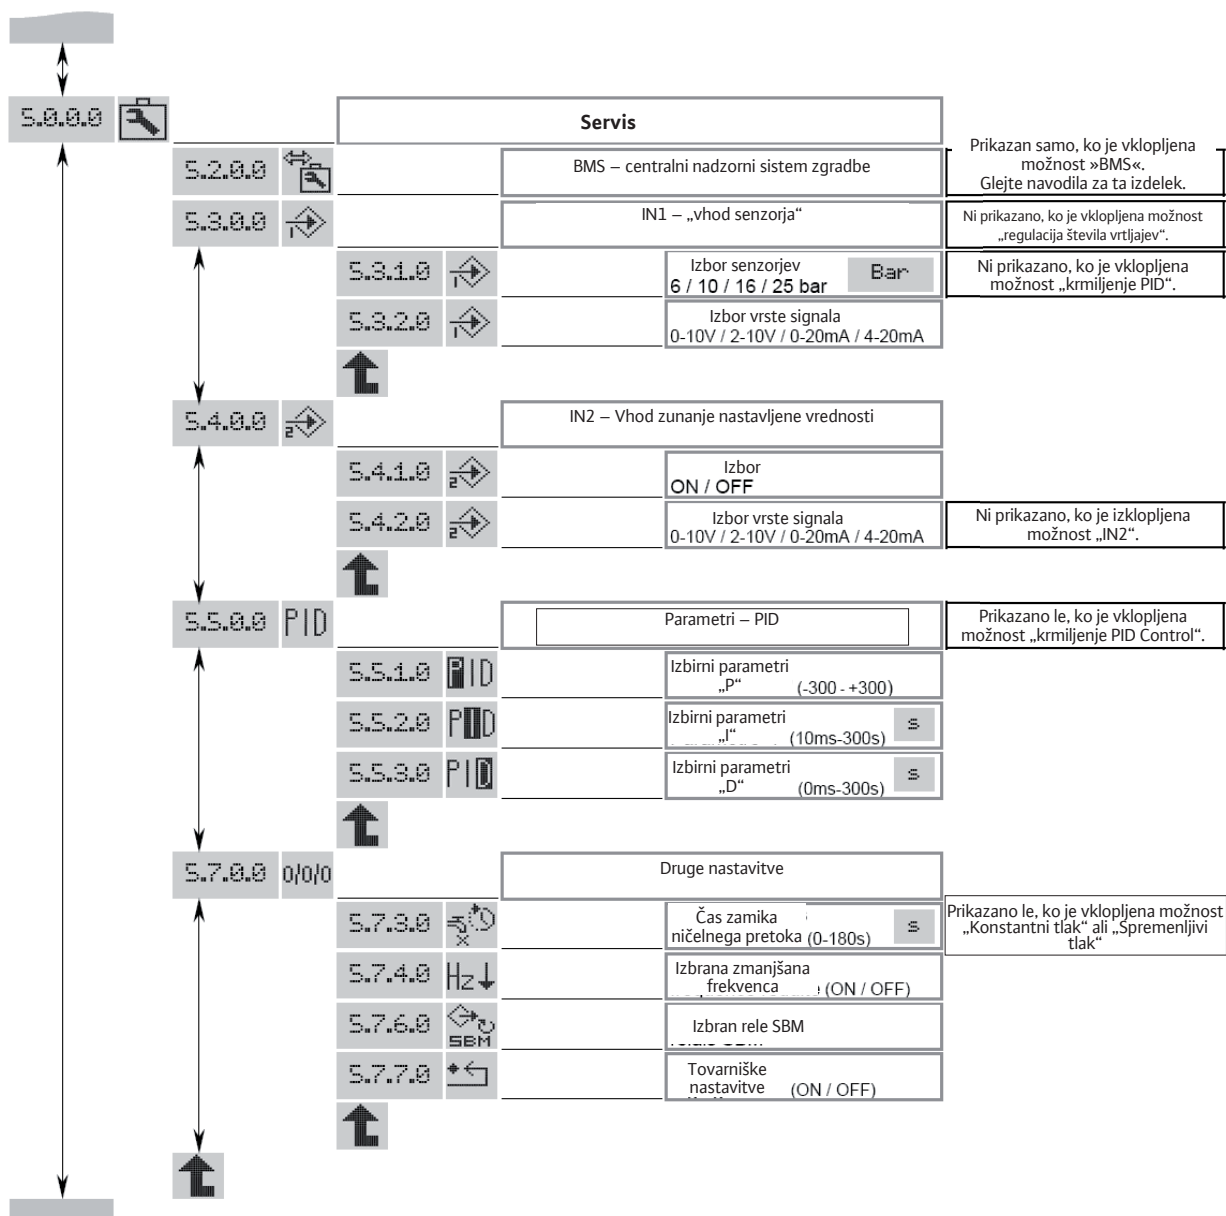 5.0.0.0
Servis
5.2.0.0
BMS – centralni nadzorni sistem zgradbe
Prikazan samo, ko je vklopljena
možnost »BMS«.
Glejte navodila za ta izdelek.
5.3.0.0
IN1 – „vhod senzorja“
Ni prikazano, ko je vklopljena možnost
„regulacija števila vrtljajev“.
5.3.1.0
1
Izbor senzorjev
6 / 10 / 16 / 25 bar
Bar
Ni prikazano, ko je vklopljena
možnost „krmiljenje PID“.
5.3.2.0
1
Izbor vrste signala
0-10V / 2-10V / 0-20mA / 4-20mA
5.4.0.0
2
IN2 – Vhod zunanje nastavljene vrednosti
5.4.1.0
2
Izbor
ON / OFF
5.4.2.0
2
Izbor vrste signala
0-10V / 2-10V / 0-20mA / 4-20mA
Ni prikazano, ko je izklopljena
možnost „IN2“.
5.5.0.0
PID
Parametri – PID
Prikazano le, ko je vklopljena
možnost „krmiljenje PID Control“.
5.5.1.0
PID
Izbirni parametri
„P“ (-300 - +300)
5.5.2.0
PID
Izbirni parametri
„I“ (10ms-300s)
s
5.5.3.0
PID
Izbirni parametri
„D“ (0ms-300s)
s
5.7.0.0
0/0/0
Druge nastavitve
5.7.3.0
Čas zamika
ničelnega pretoka (0-180s)
s
Prikazano le, ko je vklopljena možnost
„Konstantni tlak“ ali „Spremenljivi
tlak“
5.7.4.0
Hz
Izbrana zmanjšana
frekvenca (ON / OFF)
5.7.6.0
SBM
Izbran rele SBM
5.7.7.0
Tovarniške
nastavitve (ON / OFF)